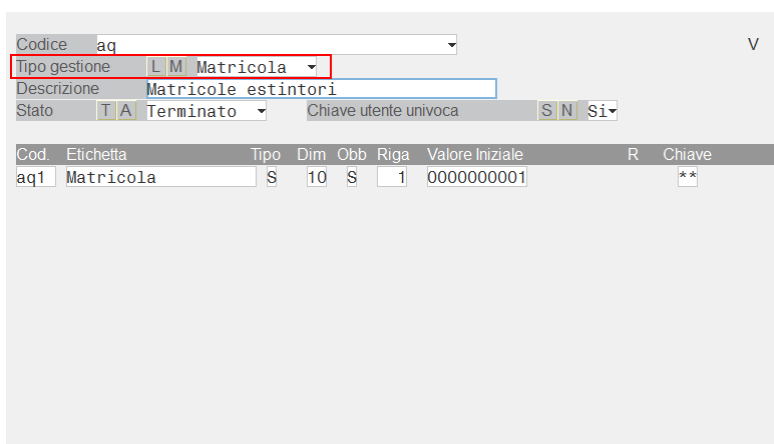 Codice aq V
Tipo gestione L M Matricola
Descrizione Matricole estintori
Stato T A Terminato Chiave utente univoca S N Si
Cod. Etichetta Tipo Dim Obb Riga Valore Iniziale R Chiave
aq1 Matricola S 10 S 1 0000000001 **